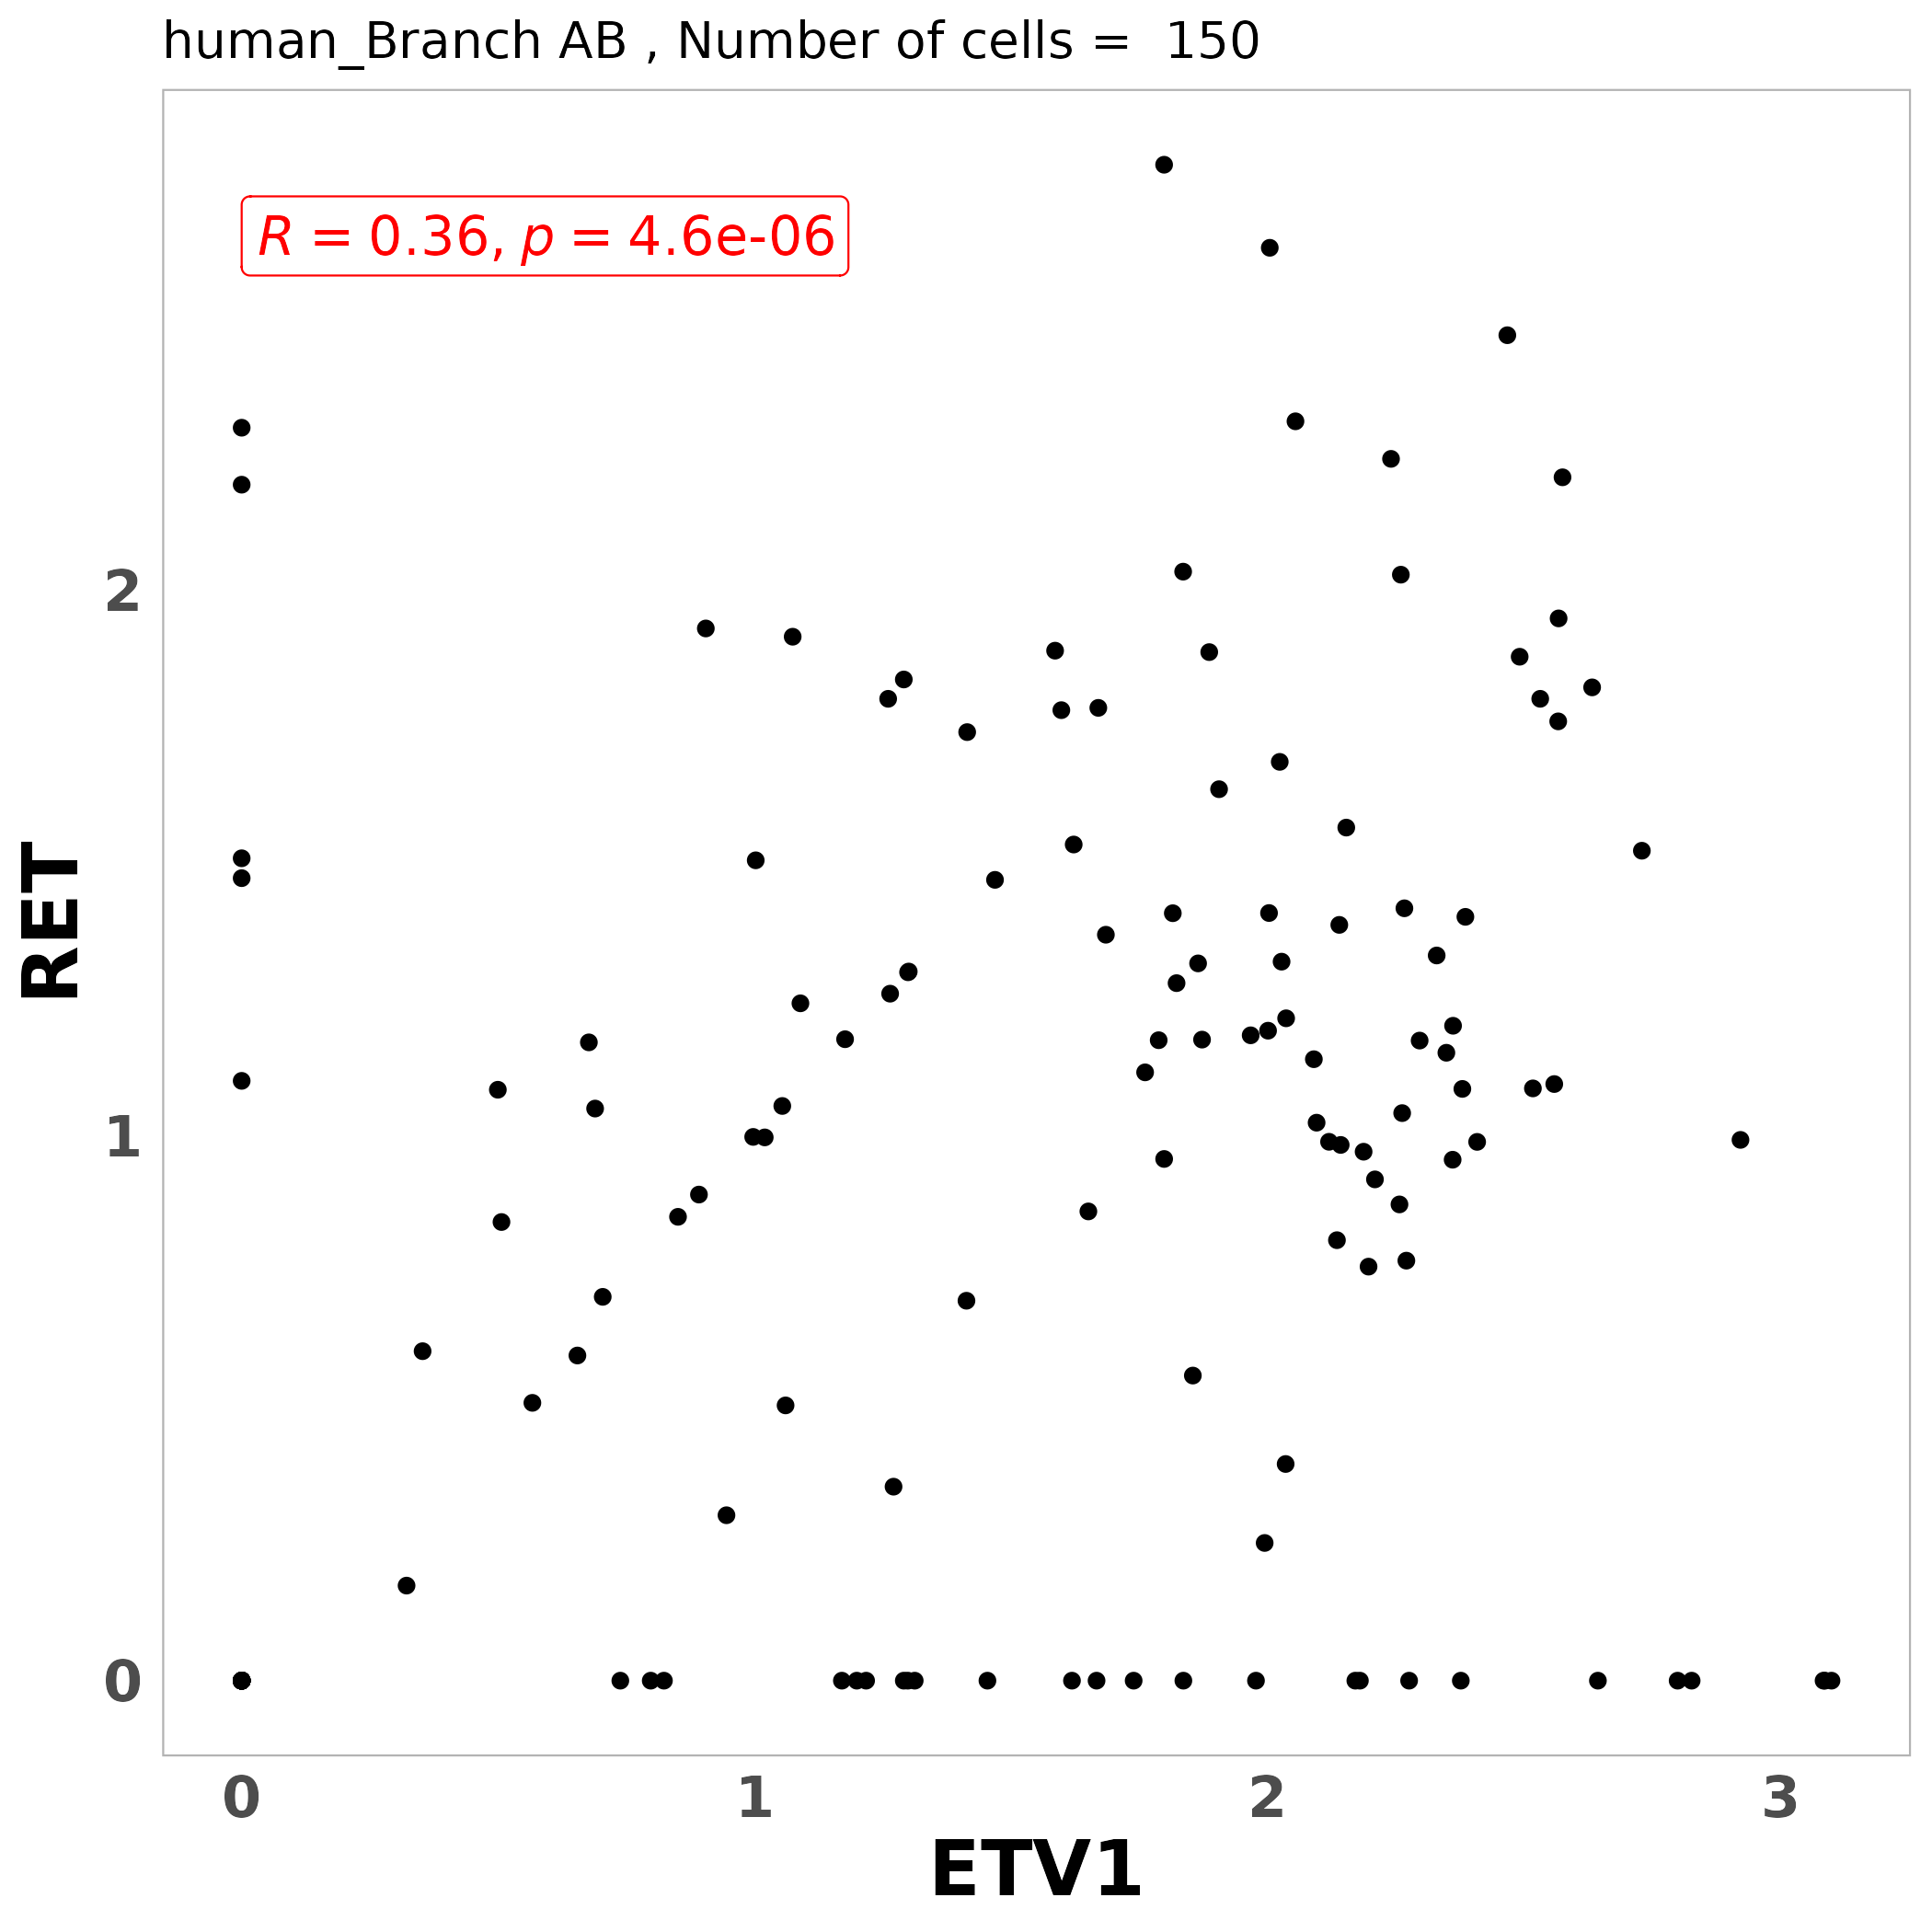 human_Branch AB , Number of cells =  150
R = 0.36, p = 4.6e-06
RET
2
1
0
0 1 2 3
ETV1